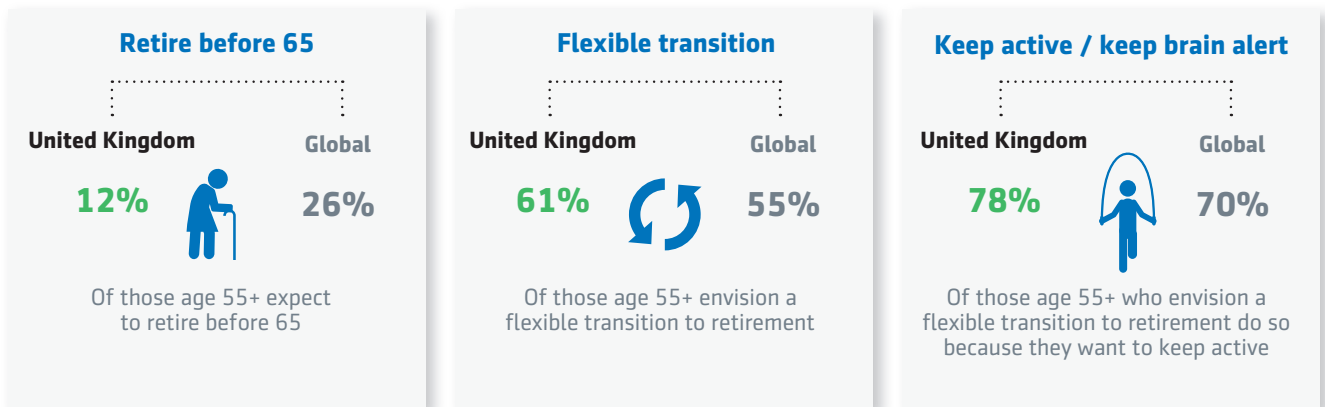 Retire before 65
United Kingdom
Global
12%
26%
Of those age 55+ expect
to retire before 65
Flexible transition
United Kingdom
Global
61%
55%
Of those age 55+ envision a
flexible transition to retirement
Keep active / keep brain alert
United Kingdom
Global
78%
70%
Of those age 55+ who envision a
flexible transition to retirement do so
because they want to keep active